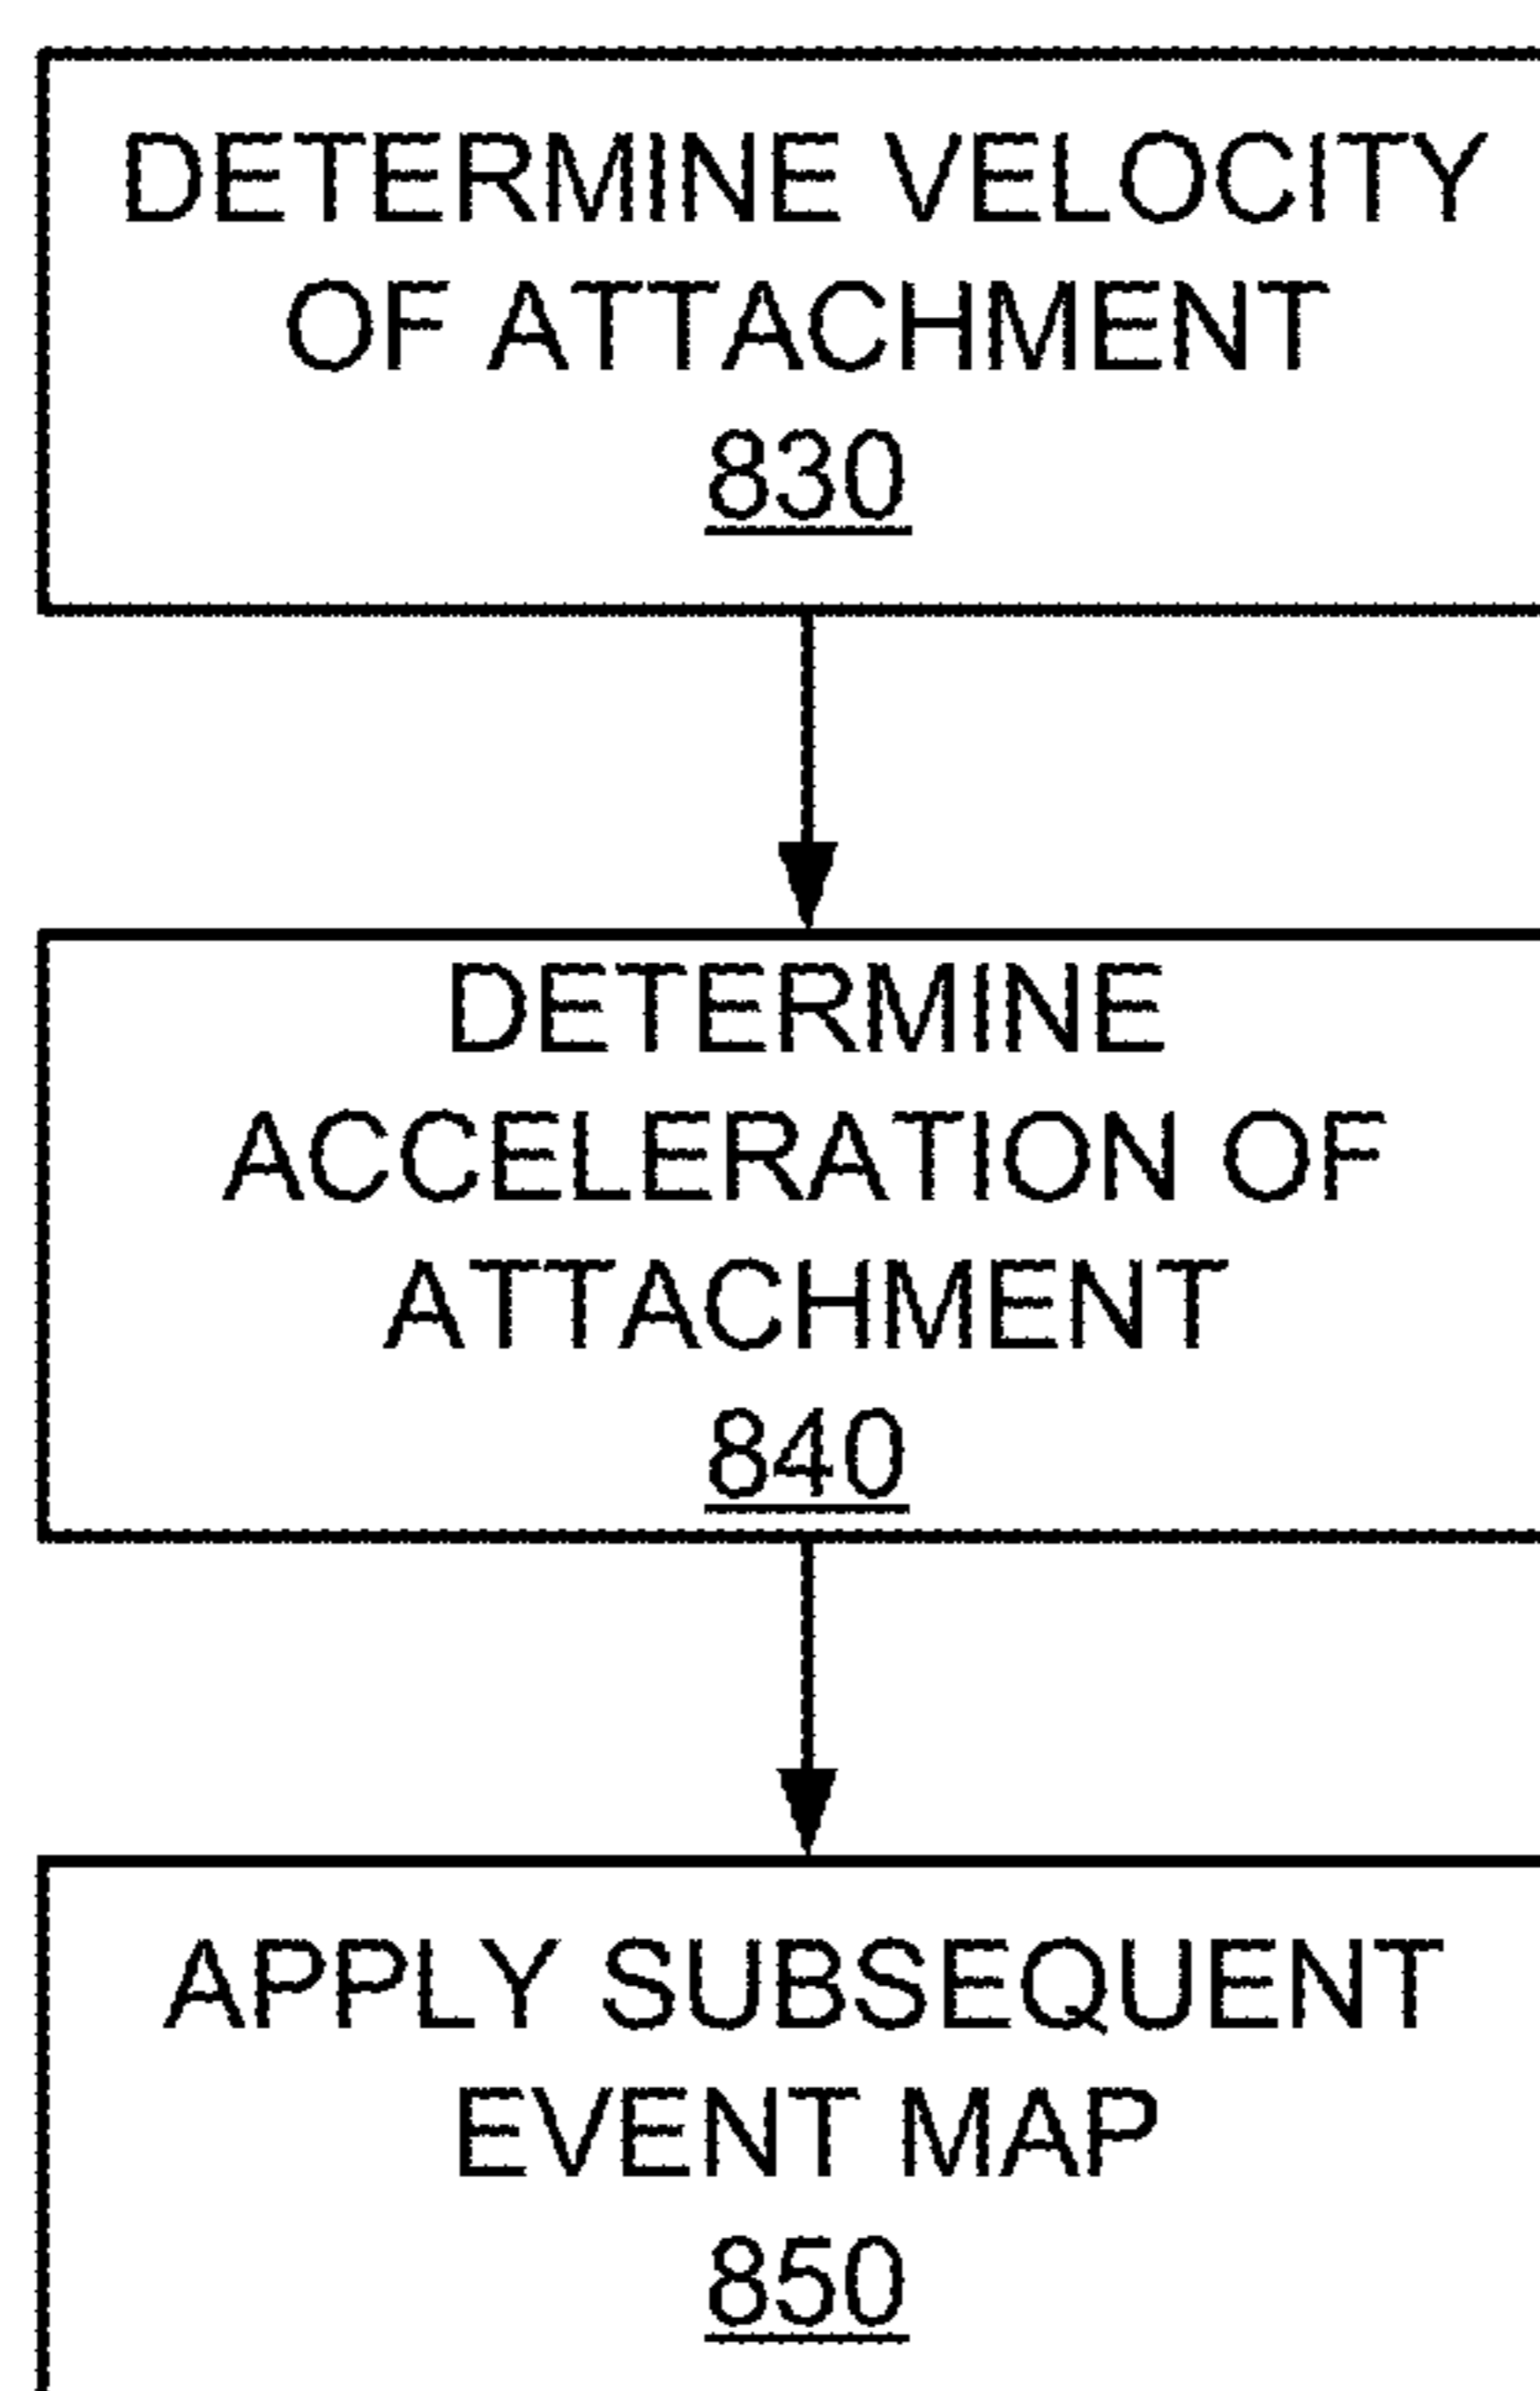 DETERMINE VELOCITY
OF ATTACHMENT
830
DETERMINE
ACCELERATION OF
ATTACHMENT
840
APPLY SUBSEQUENT
EVENT MAP
850